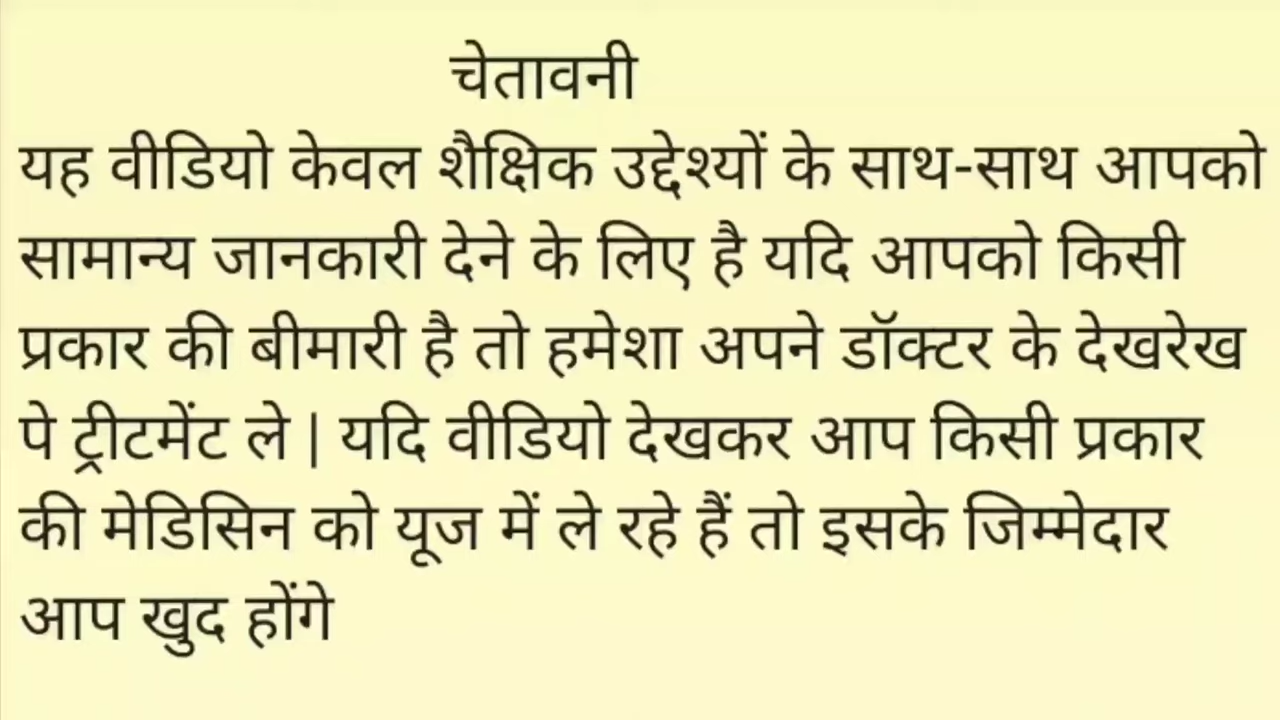 चेतावनी
यह वीडियो केवल शैक्षिक उद्देश्यों के साथ-साथ आपको
सामान्य जानकारी देने के लिए है यदि आपको किसी
प्रकार की बीमारी है तो हमेशा अपने डॉक्टर के देखरेख
पे ट्रीटमेंट ले | यदि वीडियो देखकर आप किसी प्रकार
की मेडिसिन को यूज में ले रहे हैं तो इसके जिम्मेदार
आप खुद होंगे